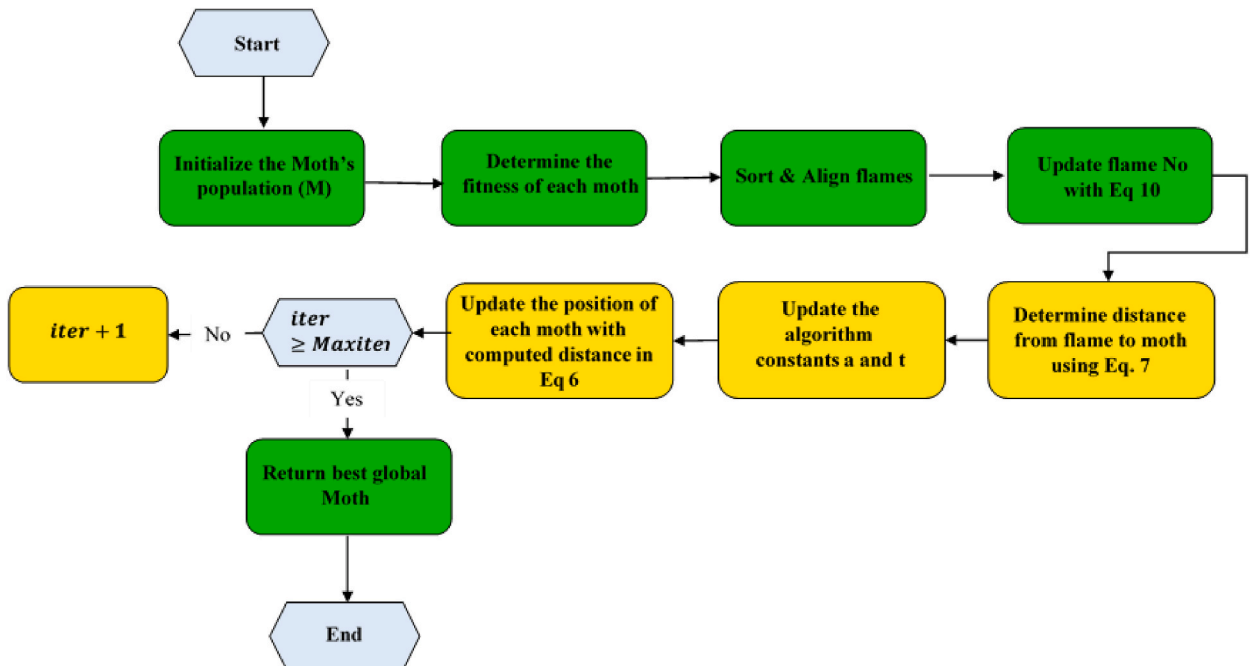 Start
Initialize the Moth's
population (M)
Determine the
fitness of each moth
Sort & Align flames
Update flame No
with Eq 10
Determine distance
from flame to moth
using Eq. 7
Update the
algorithm
constants a and t
Update the position of
each moth with
computed distance in
Eq 6
iter
≥ Maxiter
No
iter + 1
Yes
Return best global
Moth
End